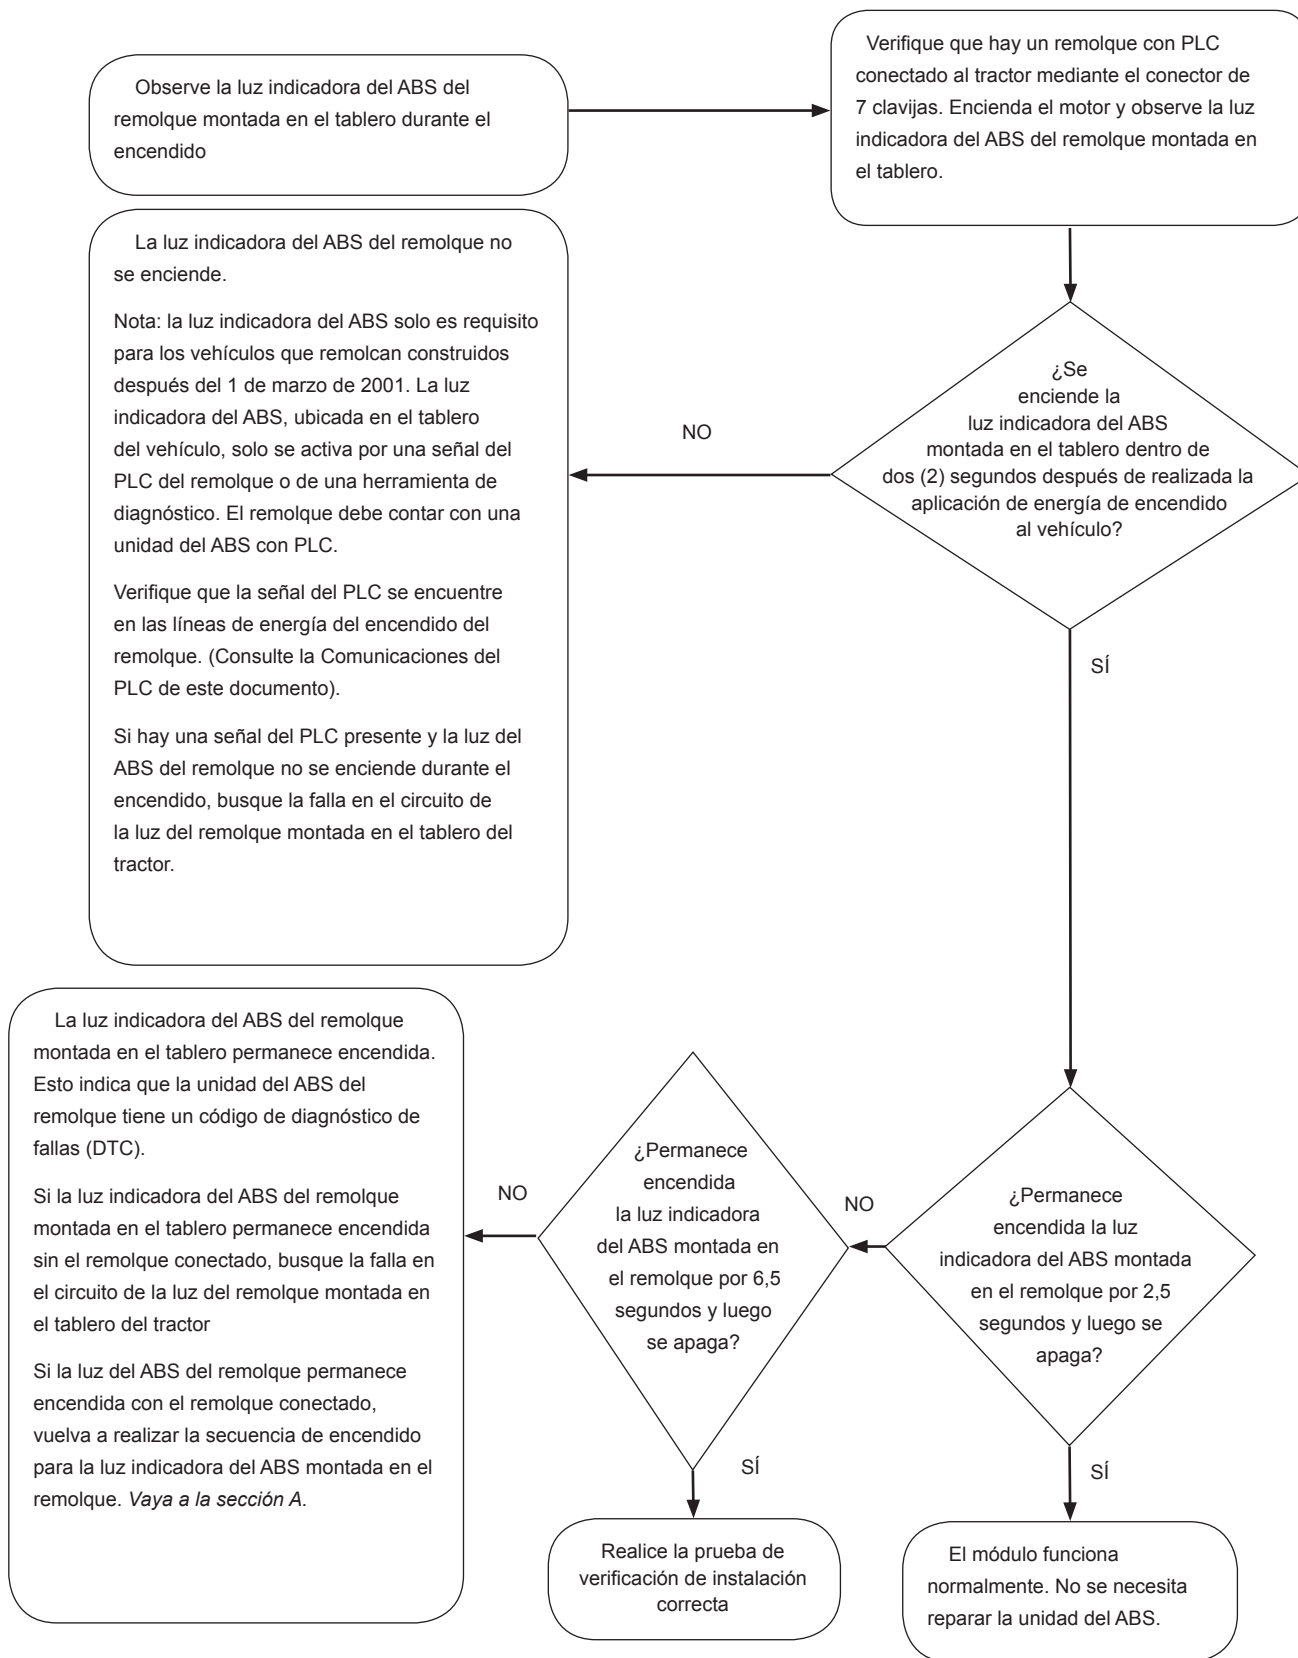 Observe la luz indicadora del ABS del
remolque montada en el tablero durante el
encendido
Verifique que hay un remolque con PLC
conectado al tractor mediante el conector de
7 clavijas. Encienda el motor y observe la luz
indicadora del ABS del remolque montada en
el tablero.
La luz indicadora del ABS del remolque no
se enciende.
Nota: la luz indicadora del ABS solo es requisito
para los vehículos que remolcan construidos
después del 1 de marzo de 2001. La luz
indicadora del ABS, ubicada en el tablero
del vehículo, solo se activa por una señal del
PLC del remolque o de una herramienta de
diagnóstico. El remolque debe contar con una
unidad del ABS con PLC.
Verifique que la señal del PLC se encuentre
en las líneas de energía del encendido del
remolque. (Consulte la Comunicaciones del
PLC de este documento).
Si hay una señal del PLC presente y la luz del
ABS del remolque no se enciende durante el
encendido, busque la falla en el circuito de
la luz del remolque montada en el tablero del
tractor.
NO
¿Se
enciende la
luz indicadora del ABS
montada en el tablero dentro de
dos (2) segundos después de realizada la
aplicación de energía de encendido
al vehículo?
SÍ
La luz indicadora del ABS del remolque
montada en el tablero permanece encendida.
Esto indica que la unidad del ABS del
remolque tiene un código de diagnóstico de
fallas (DTC).
Si la luz indicadora del ABS del remolque
montada en el tablero permanece encendida
sin el remolque conectado, busque la falla en
el circuito de la luz del remolque montada en
el tablero del tractor
Si la luz del ABS del remolque permanece
encendida con el remolque conectado,
vuelva a realizar la secuencia de encendido
para la luz indicadora del ABS montada en el
remolque. Vaya a la sección A.
NO
¿Permanece
encendida
la luz indicadora
del ABS montada en
el remolque por 6,5
segundos y luego
se apaga?
NO
¿Permanece
encendida la luz
indicadora del ABS montada
en el remolque por 2,5
segundos y luego se
apaga?
SÍ
SÍ
Realice la prueba de
verificación de instalación
correcta
El módulo funciona
normalmente. No se necesita
reparar la unidad del ABS.